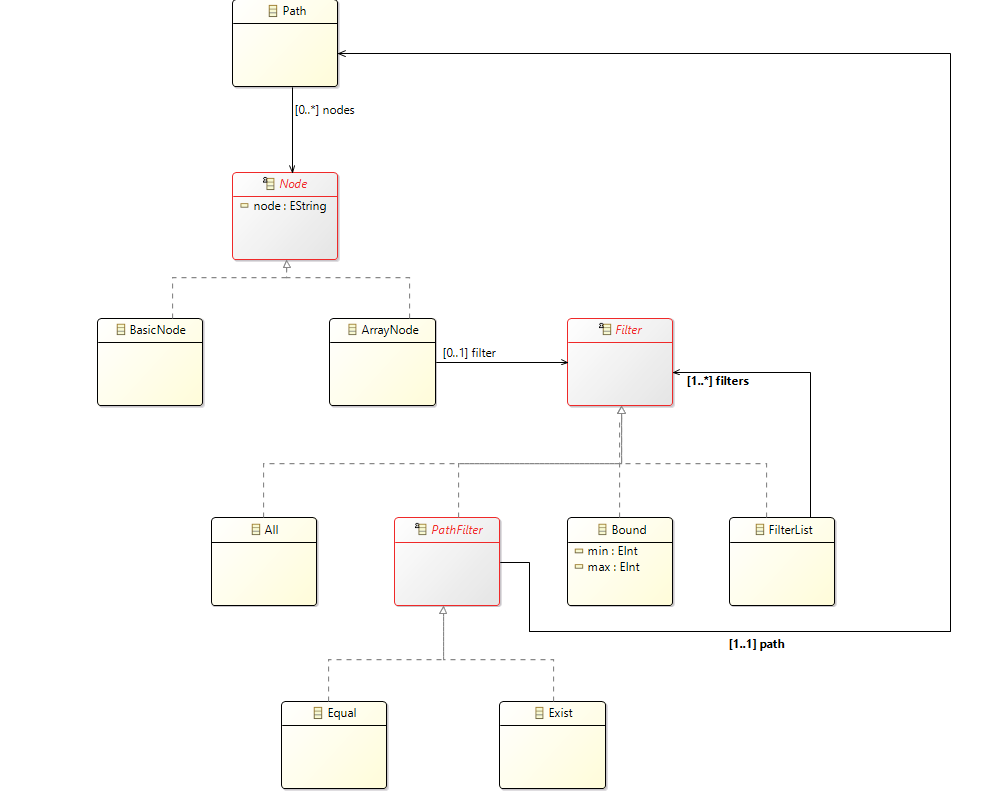 Path
[0..*] nodes
Node
node : EString
BasicNode
ArrayNode
[0..1] filter
Filter
[1..*] filters
All
PathFilter
Bound
min : EInt
max : EInt
FilterList
[1..1] path
Equal
Exist